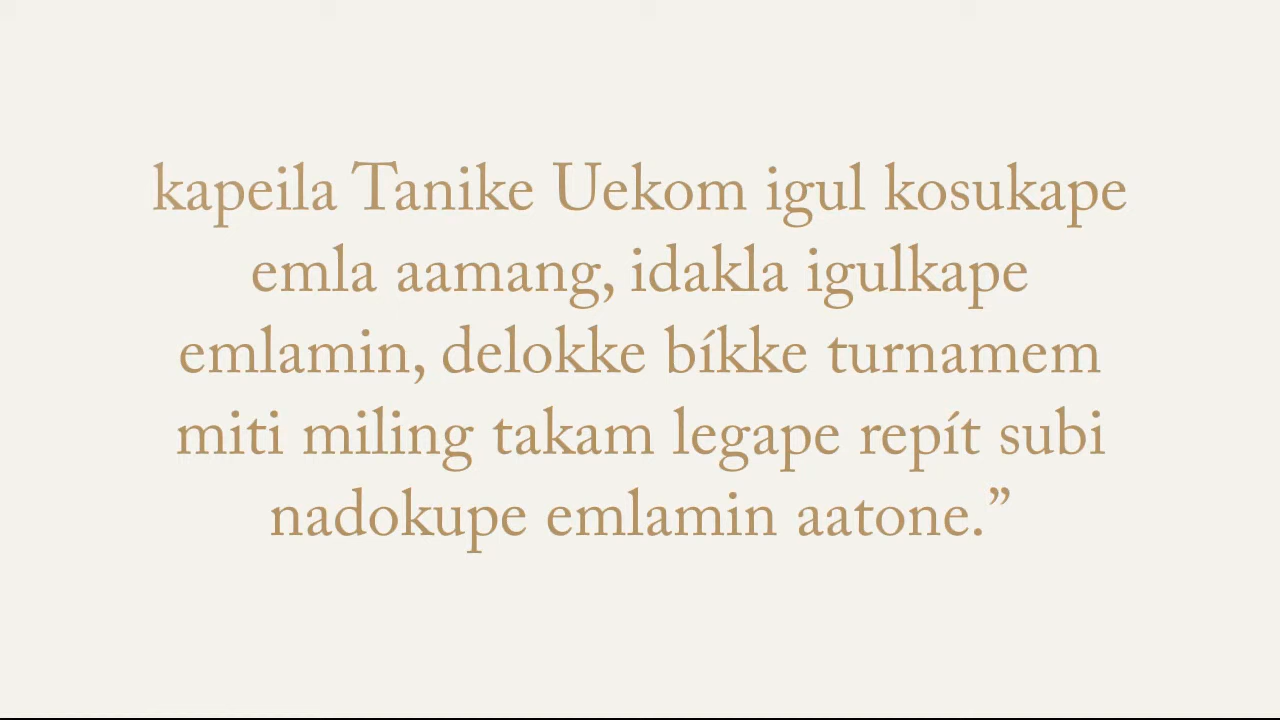 kapeila Tanike Uekom igul kosukape
emla aamang, idakla igulkape
emlamin, delokke bíkke turnamem
miti miling takam legape repít subi
nadokupe emlamin aatone.”